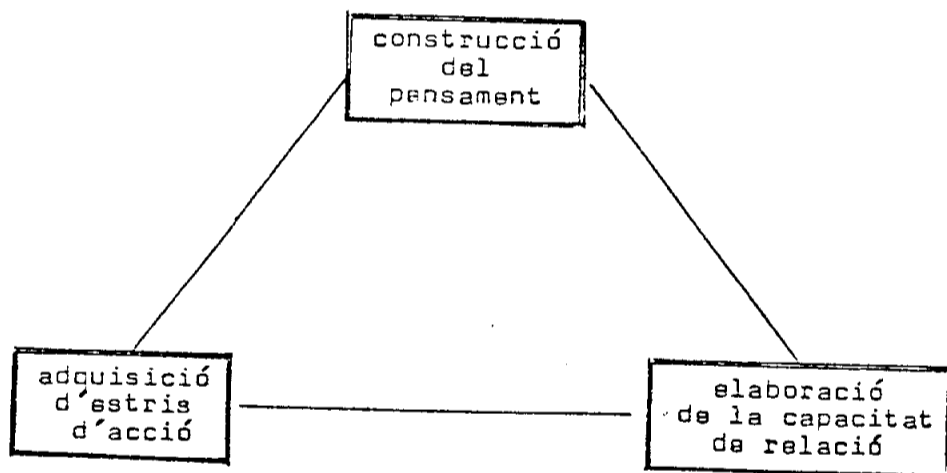 construcció
del
pensament
adquisició
d'estris
d'acció
elaboració
de la capacitat
de relació